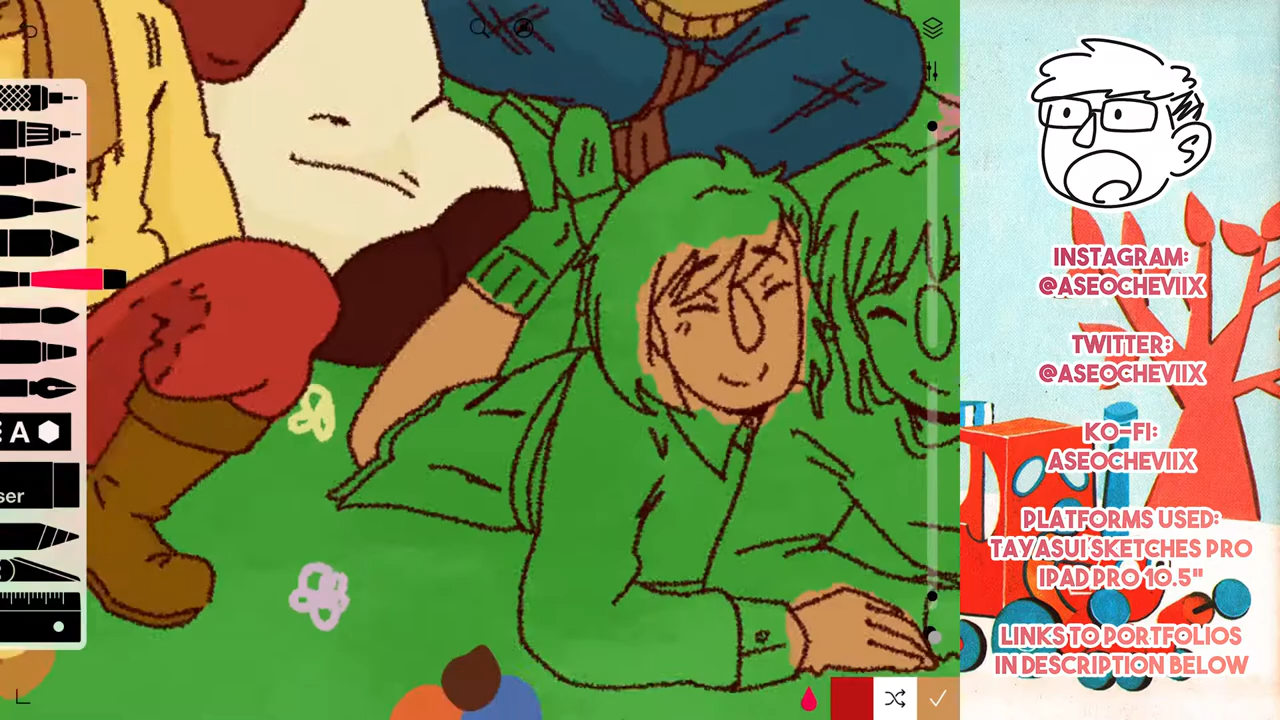 INSTAGRAM:
@ASEOCHEVIIX
TWITTER:
@ASEOCHEVIIX
KO-FI:
ASEOCHEVIIX
PLATFORMS USED:
TAYASUI SKETCHES PRO
IPAD PRO 10.5"
LINKS TO PORTFOLIOS
IN DESCRIPTION BELOW
A
ser